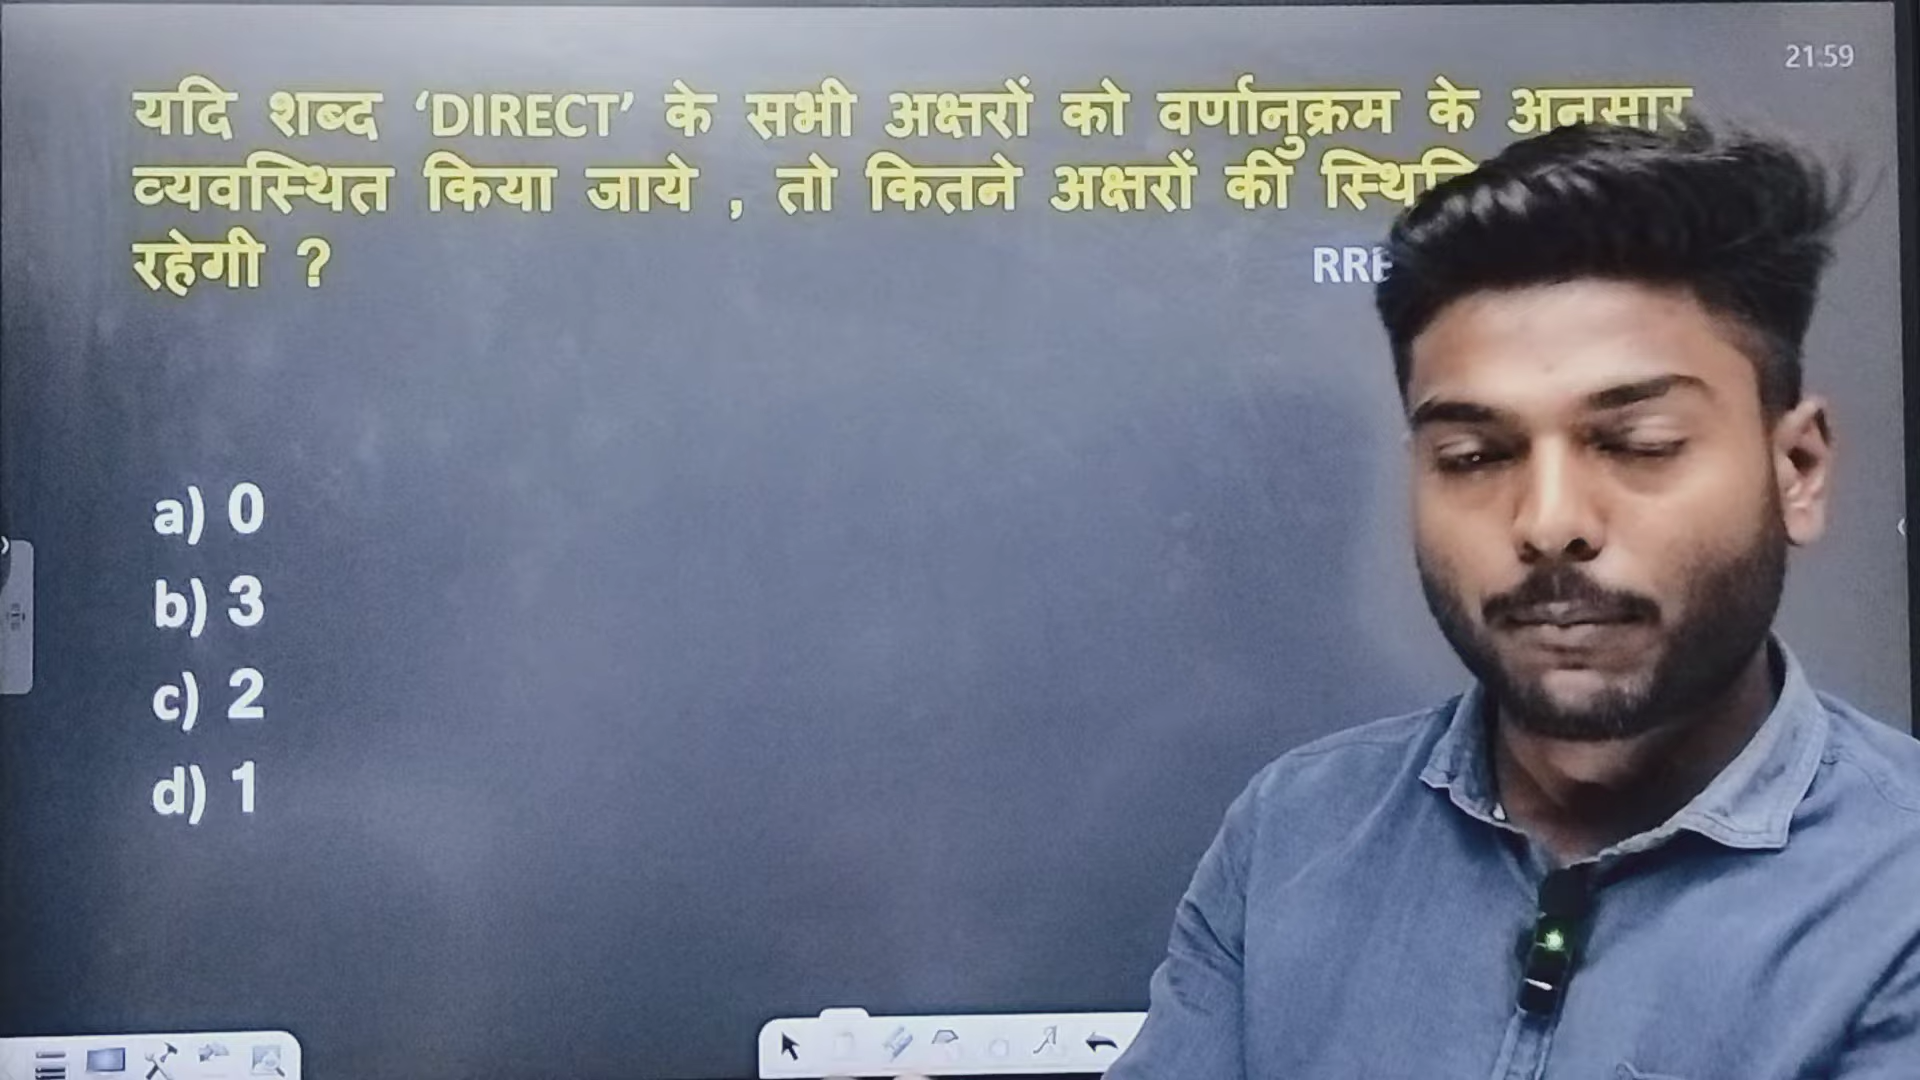 21:59
यदि शब्द ‘DIRECT’ के सभी अक्षरों को वर्णानुक्रम के अनुसार
व्यवस्थित किया जाये , तो कितने अक्षरों की
रहेगी ?
a) 0
b) 3
c) 2
d) 1